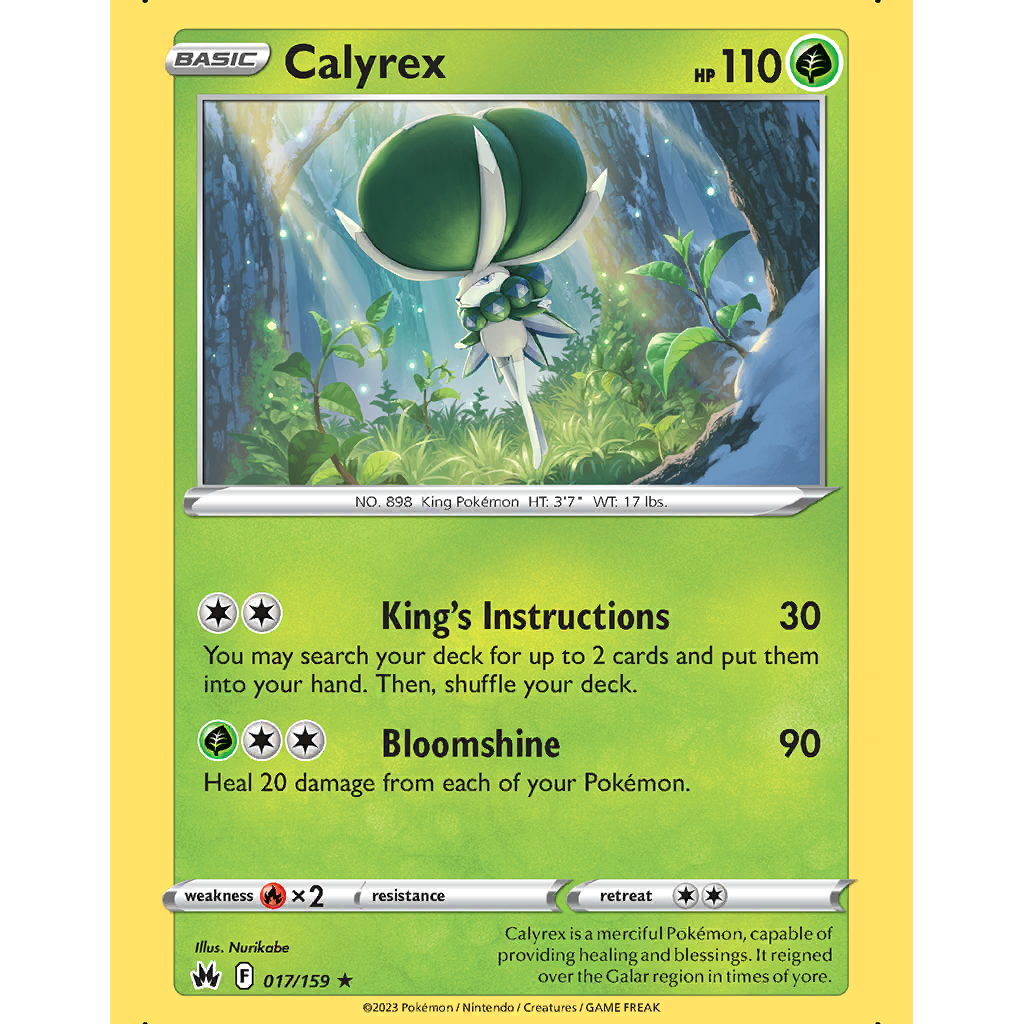 BASIC Calyrex HP 110
NO. 898 King Pokémon HT: 3'7" WT: 17 lbs.
King's Instructions 30
You may search your deck for up to 2 cards and put them
into your hand. Then, shuffle your deck.
Bloomshine 90
Heal 20 damage from each of your Pokémon.
weakness ×2 resistance retreat
Illus. Nurikabe
Calyrex is a merciful Pokémon, capable of
providing healing and blessings. It reigned
over the Galar region in times of yore.
F 017/159 ★
©2023 Pokémon / Nintendo / Creatures / GAME FREAK